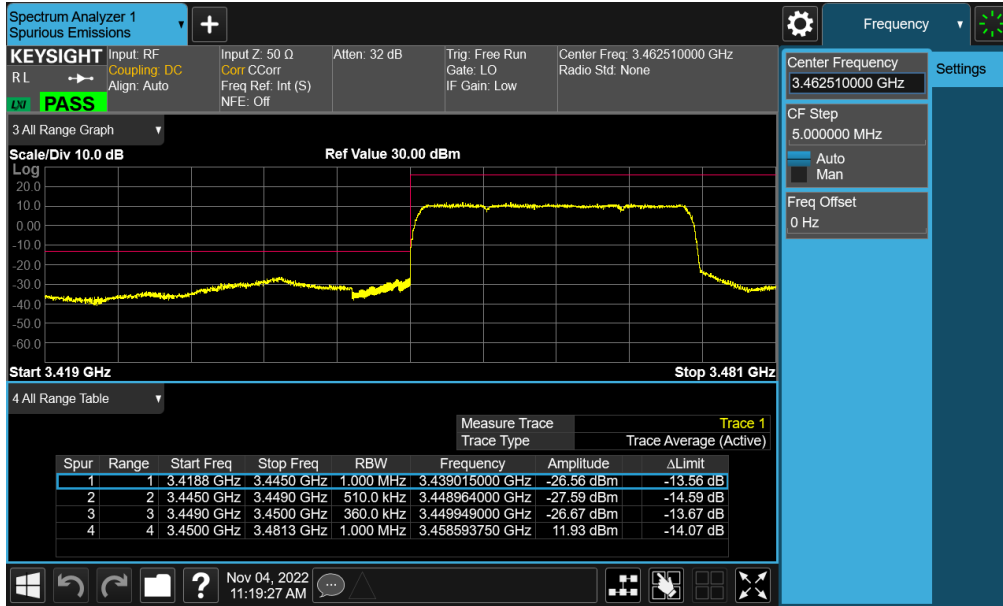 Spectrum Analyzer 1
Spurious Emissions
Frequency
KEYSIGHT
RL
LXI
PASS
Input: RF
Coupling: DC
Align: Auto
Input Z: 50 Ω
Corr CCorr
Freq Ref: Int (S)
NFE: Off
Atten: 32 dB
Trig: Free Run
Gate: LO
IF Gain: Low
Center Freq: 3.462510000 GHz
Radio Std: None
Center Frequency
3.462510000 GHz
Settings
CF Step
5.000000 MHz
Auto
Man
Freq Offset
0 Hz
3 All Range Graph
Scale/Div 10.0 dB
Ref Value 30.00 dBm
Log
20.0
10.0
0.00
-10.0
-20.0
-30.0
-40.0
-50.0
-60.0
Start 3.419 GHz
Stop 3.481 GHz
4 All Range Table
Measure Trace Trace 1
Trace Type Trace Average (Active)
Spur Range Start Freq Stop Freq RBW Frequency Amplitude ΔLimit
1 1 3.4188 GHz 3.4450 GHz 1.000 MHz 3.439015000 GHz -26.56 dBm -13.56 dB
2 2 3.4450 GHz 3.4490 GHz 510.0 kHz 3.448964000 GHz -27.59 dBm -14.59 dB
3 3 3.4490 GHz 3.4500 GHz 360.0 kHz 3.449949000 GHz -26.67 dBm -13.67 dB
4 4 3.4500 GHz 3.4813 GHz 1.000 MHz 3.458593750 GHz 11.93 dBm -14.07 dB
?
Nov 04, 2022
11:19:27 AM